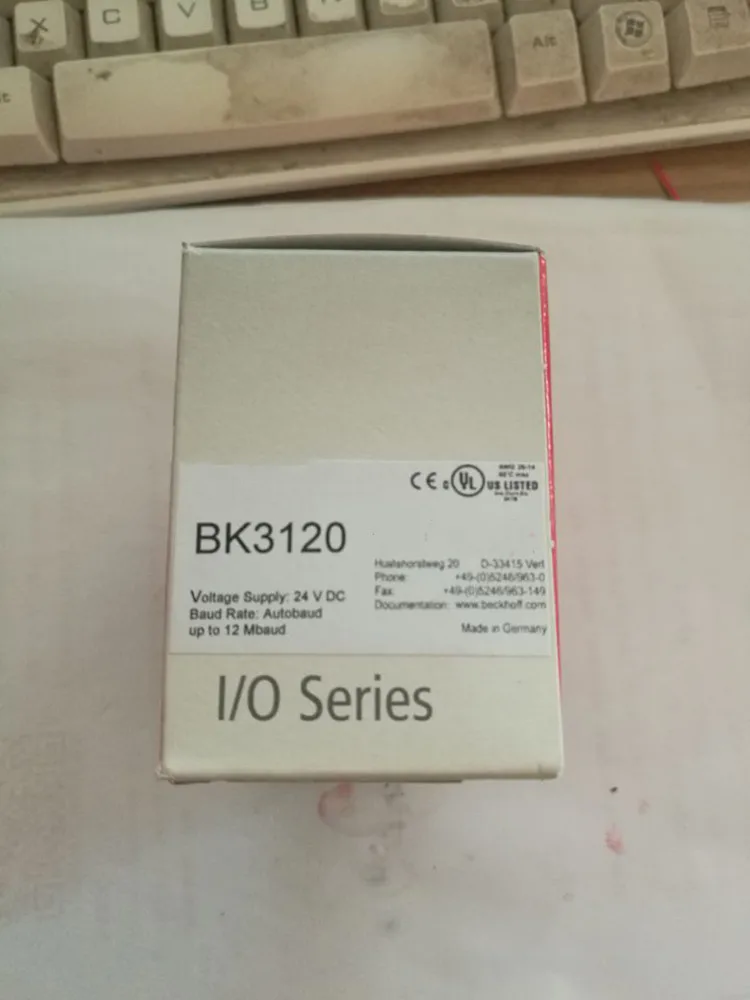 X C V B N
Alt
CE c UL US LISTED
BK3120
Voltage Supply: 24 V DC
Baud Rate: Autobaud
up to 12 Mbaud
Huelshorstweg 20 D-33415 Verl
Phone: +49-(0)5246/963-0
Fax: +49-(0)5246/963-149
Documentation: www.beckhoff.com
Made in Germany
I/O Series